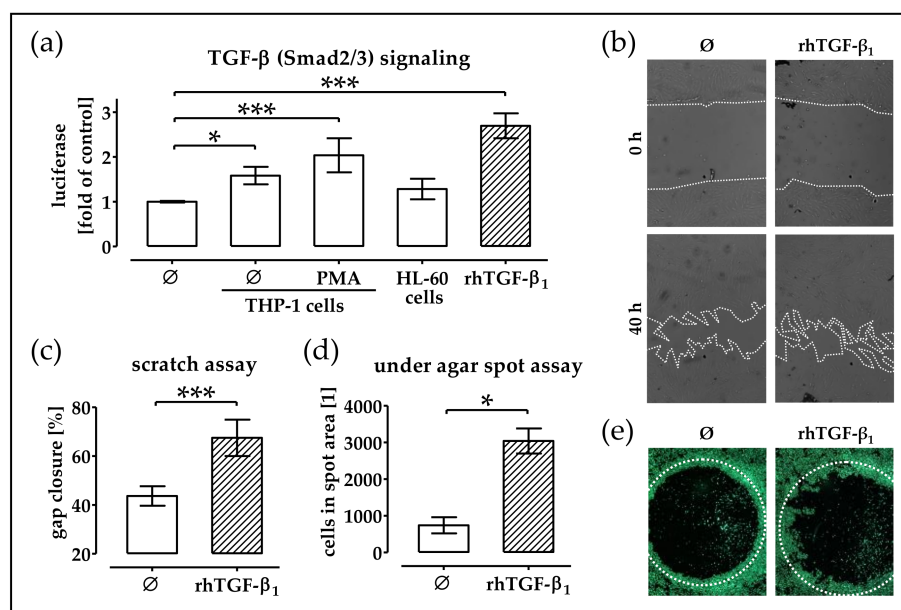 (a)
TGF-β (Smad2/3) signaling
***
***
*
luciferase
[fold of control]
3
2
1
0
Ø
Ø
PMA
THP-1 cells
HL-60
cells
rhTGF-β₁
(b)
Ø
rhTGF-β₁
0 h
40 h
(c)
scratch assay
***
gap closure [%]
80
60
40
20
Ø
rhTGF-β₁
(d)
under agar spot assay
*
cells in spot area [1]
4000
3000
2000
1000
0
Ø
rhTGF-β₁
(e)
Ø
rhTGF-β₁